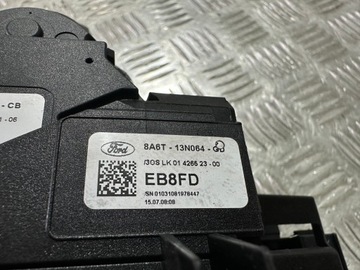 - CB
- 06
Ford
8A6T - 13N064 -
I3OS LK 01 4265 23 - 00
EB8FD
SN 01031081978447
15.07.08:08